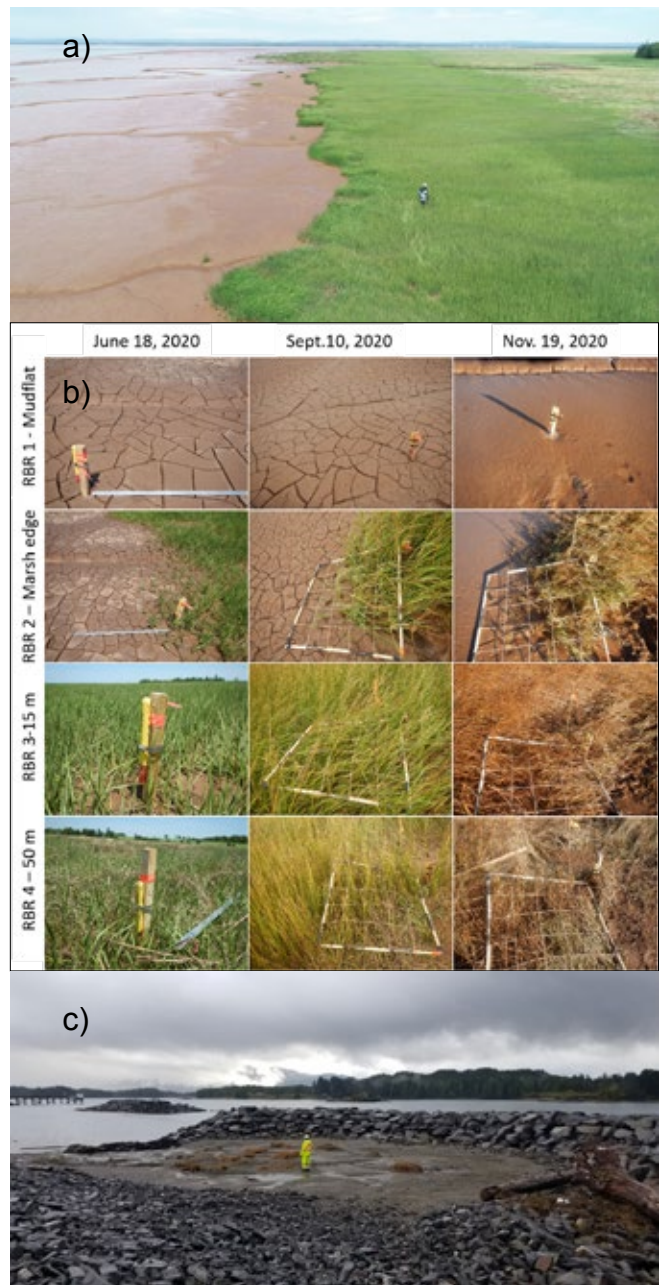 a)
June 18, 2020 Sept.10, 2020 Nov. 19, 2020
b)
RBR 1 - Mudflat
RBR 2 – Marsh edge
RBR 3-15 m
RBR 4 – 50 m
c)